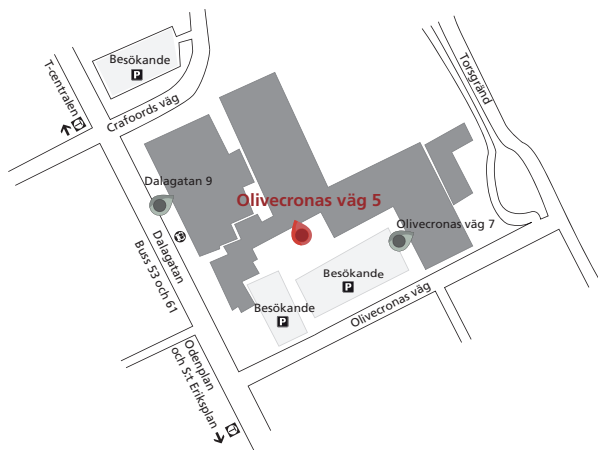 Besökande
P
T-centralen
T
Crafoords väg
Torsgränd
Dalagatan 9
Olivecronas väg 5
Olivecronas väg 7
Dalagatan
Buss 53 och 61
Besökande
P
Besökande
P
Olivecronas väg
Odenplan
och S:t Eriksplan
T